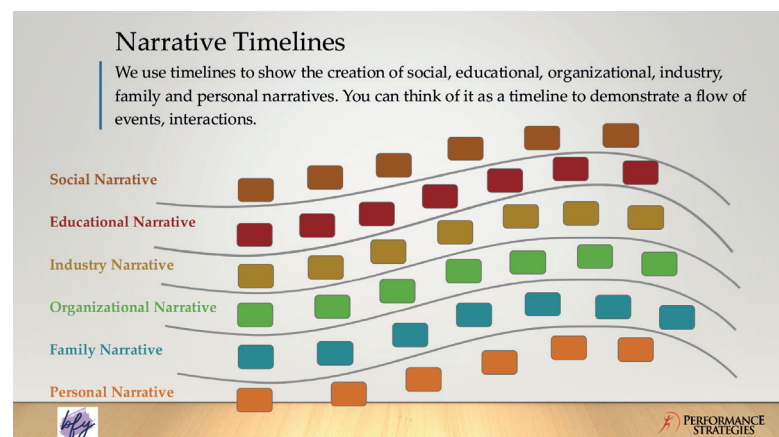 Narrative Timelines
We use timelines to show the creation of social, educational, organizational, industry,
family and personal narratives. You can think of it as a timeline to demonstrate a flow of
events, interactions.
Social Narrative
Educational Narrative
Industry Narrative
Organizational Narrative
Family Narrative
Personal Narrative
bfy
PERFORMANCE
STRATEGIES